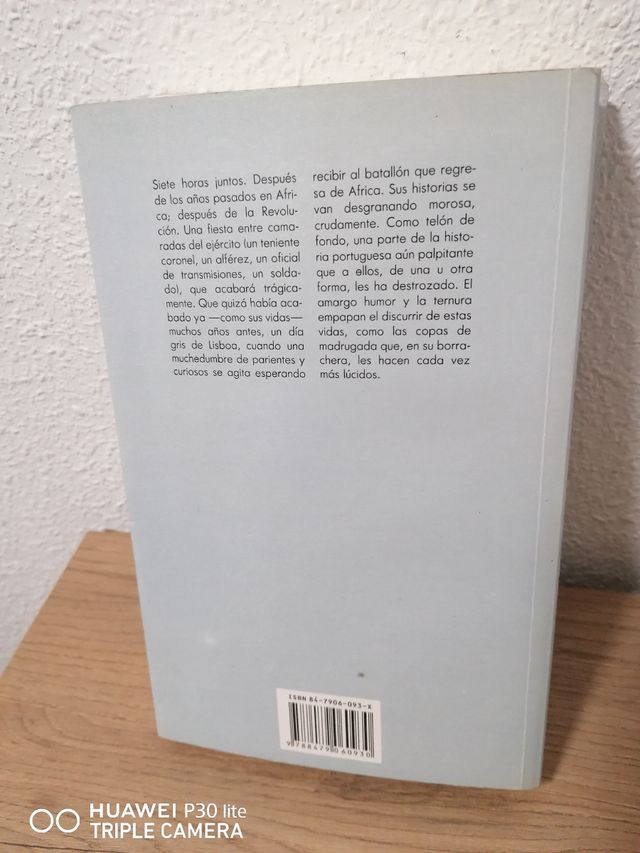 Siete horas juntos. Después
de los años pasados en Afri-
ca; después de la Revolu-
ción. Una fiesta entre cama-
radas del ejército (un teniente
coronel, un alférez, un oficial
de transmisiones, un solda-
do), que acabará trágica-
mente. Que quizá había aca-
bado ya —como sus vidas—
muchos años antes, un día
gris de Lisboa, cuando una
muchedumbre de parientes y
curiosos se agita esperando
recibir al batallón que regre-
sa de Africa. Sus historias se
van desgranando morosa,
crudamente. Como telón de
fondo, una parte de la histo-
ria portuguesa aún palpitante
que a ellos, de una u otra
forma, les ha destrozado. El
amargo humor y la ternura
empapan el discurrir de estas
vidas, como las copas de
madrugada que, en su borra-
chera, les hacen cada vez
más lúcidos.
ISBN 84-7906-093-X
9 788479 060930
HUAWEI P30 lite
TRIPLE CAMERA